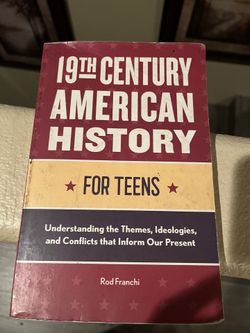 19TH CENTURY
AMERICAN
HISTORY
FOR TEENS
Understanding the Themes, Ideologies,
and Conflicts that Inform Our Present
Rod Franchi